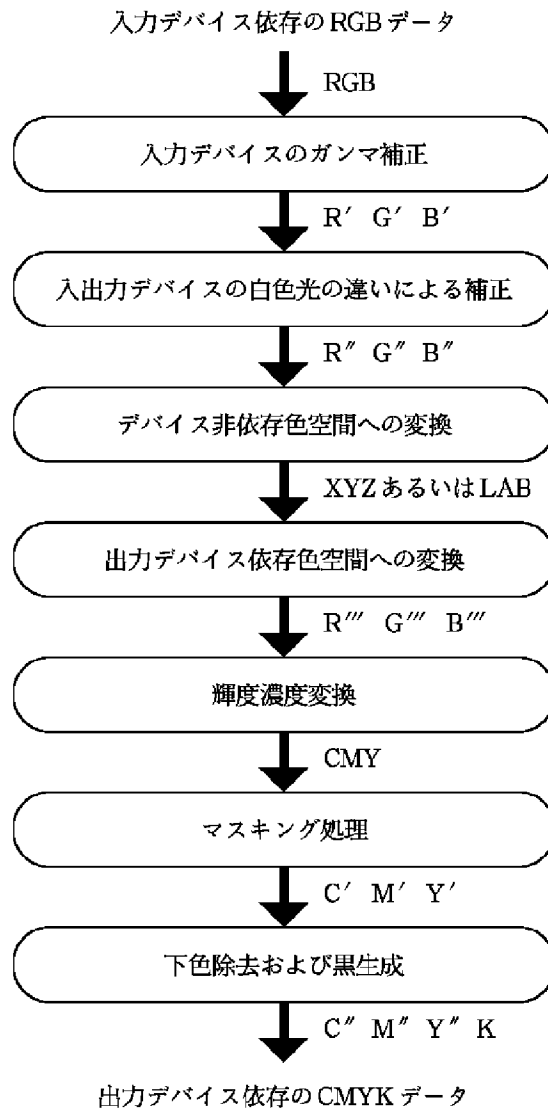 入力デバイス依存のRGBデータ
RGB
入力デバイスのガンマ補正
R′ G′ B′
入出力デバイスの白色光の違いによる補正
R″ G″ B″
デバイス非依存色空間への変換
XYZあるいはLAB
出力デバイス依存色空間への変換
R‴ G‴ B‴
輝度濃度変換
CMY
マスキング処理
C′ M′ Y′
下色除去および黒生成
C″ M″ Y″ K
出力デバイス依存のCMYKデータ